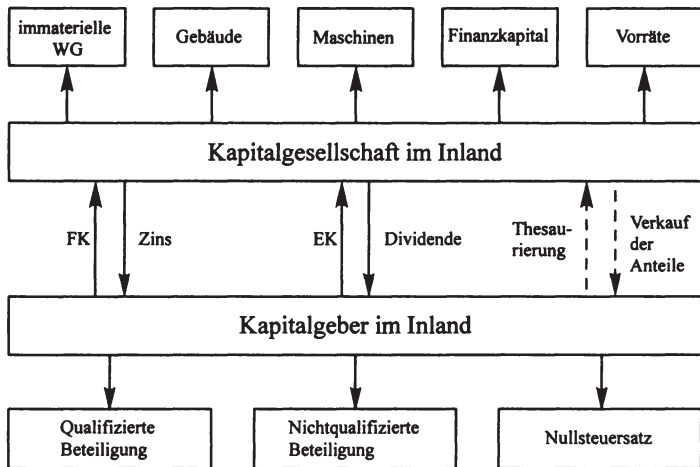 immaterielle
WG
Gebäude
Maschinen
Finanzkapital
Vorräte
Kapitalgesellschaft im Inland
FK
Zins
EK
Dividende
Thesau-
rierung
Verkauf
der
Anteile
Kapitalgeber im Inland
Qualifizierte
Beteiligung
Nichtqualifizierte
Beteiligung
Nullsteuersatz